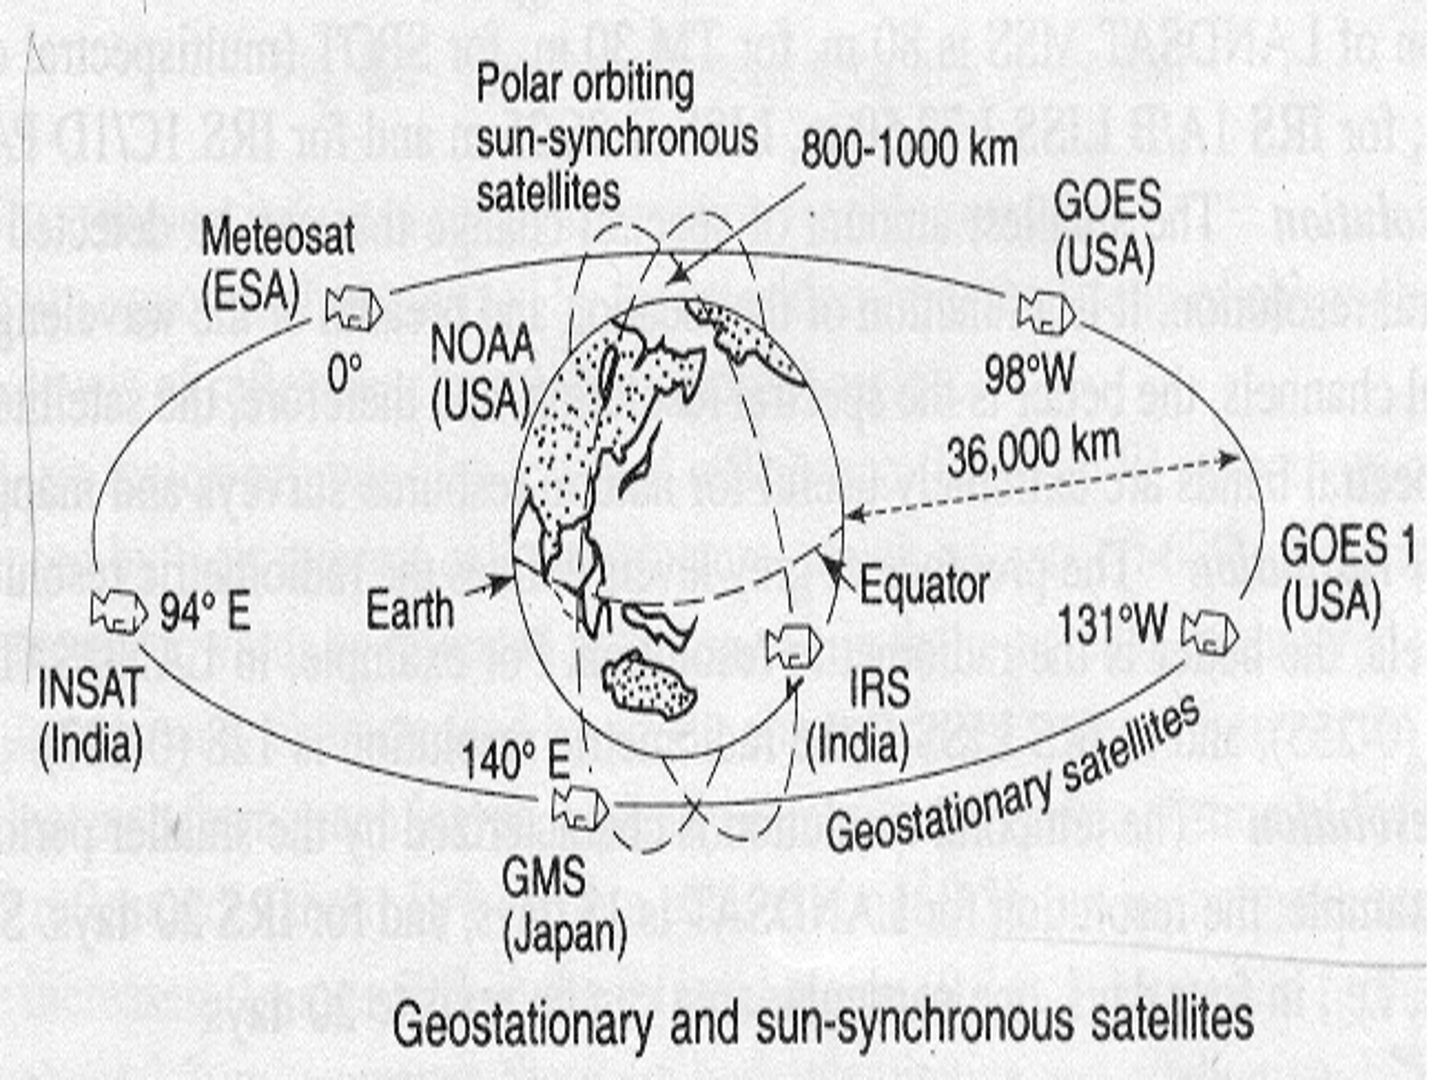 Polar orbiting
sun-synchronous
satellites
800-1000 km
GOES
(USA)
Meteosat
(ESA)
0°
NOAA
(USA)
98°W
36,000 km
GOES 1
(USA)
Equator
Earth
94° E
131°W
INSAT
(India)
IRS
(India)
140° E
Geostationary satellites
GMS
(Japan)
Geostationary and sun-synchronous satellites